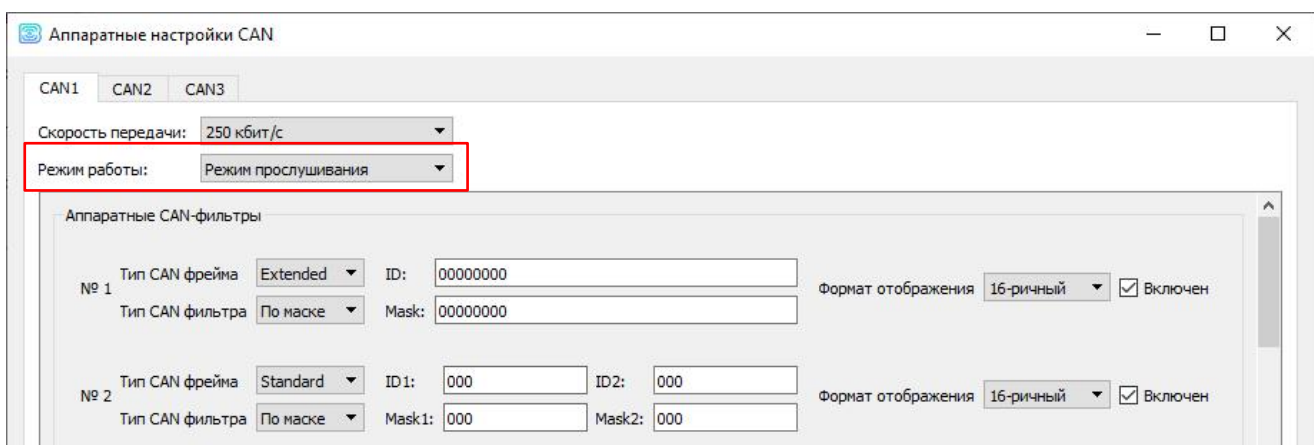 Аппаратные настройки CAN
CAN1 CAN2 CAN3
Скорость передачи: 250 кбит/с
Режим работы: Режим прослушивания
Аппаратные CAN-фильтры
№ 1
Тип CAN фрейма Extended ID: 00000000
Тип CAN фильтра По маске Mask: 00000000
Формат отображения 16-ричный Включен
№ 2
Тип CAN фрейма Standard ID1: 000 ID2: 000
Тип CAN фильтра По маске Mask1: 000 Mask2: 000
Формат отображения 16-ричный Включен